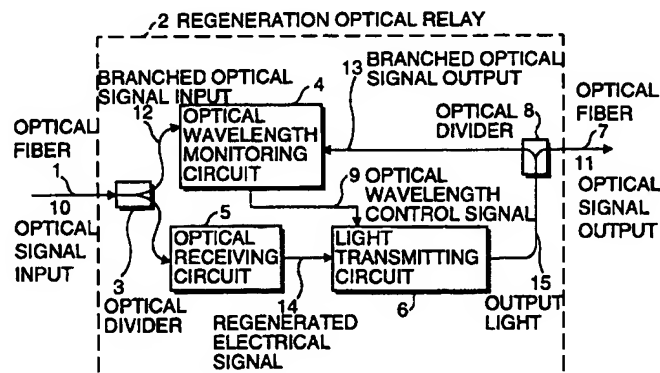 2 REGENERATION OPTICAL RELAY
BRANCHED OPTICAL
SIGNAL INPUT
4
13
BRANCHED OPTICAL
SIGNAL OUTPUT
OPTICAL 8
DIVIDER
OPTICAL
FIBER
7
OPTICAL
FIBER
12
OPTICAL
WAVELENGTH
MONITORING
CIRCUIT
1
10
11
OPTICAL
SIGNAL
INPUT
OPTICAL
SIGNAL
OUTPUT
9
OPTICAL
WAVELENGTH
CONTROL SIGNAL
5
OPTICAL
RECEIVING
CIRCUIT
LIGHT
TRANSMITTING
CIRCUIT
3
OPTICAL
DIVIDER
14
REGENERATED
ELECTRICAL
SIGNAL
6
15
OUTPUT
LIGHT